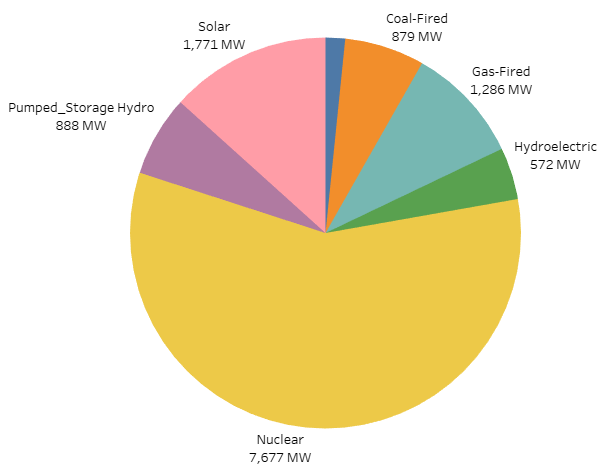 Coal-Fired
879 MW
Solar
1,771 MW
Gas-Fired
1,286 MW
Pumped_Storage Hydro
888 MW
Hydroelectric
572 MW
Nuclear
7,677 MW